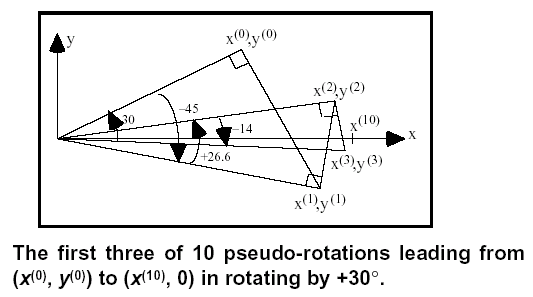 y
x⁽⁰⁾,y⁽⁰⁾
x⁽²⁾,y⁽²⁾
–45
30
–14
x⁽¹⁰⁾
x
+26.6
x⁽³⁾,y⁽³⁾
x⁽¹⁾,y⁽¹⁾
The first three of 10 pseudo-rotations leading from
(x⁽⁰⁾, y⁽⁰⁾) to (x⁽¹⁰⁾, 0) in rotating by +30°.